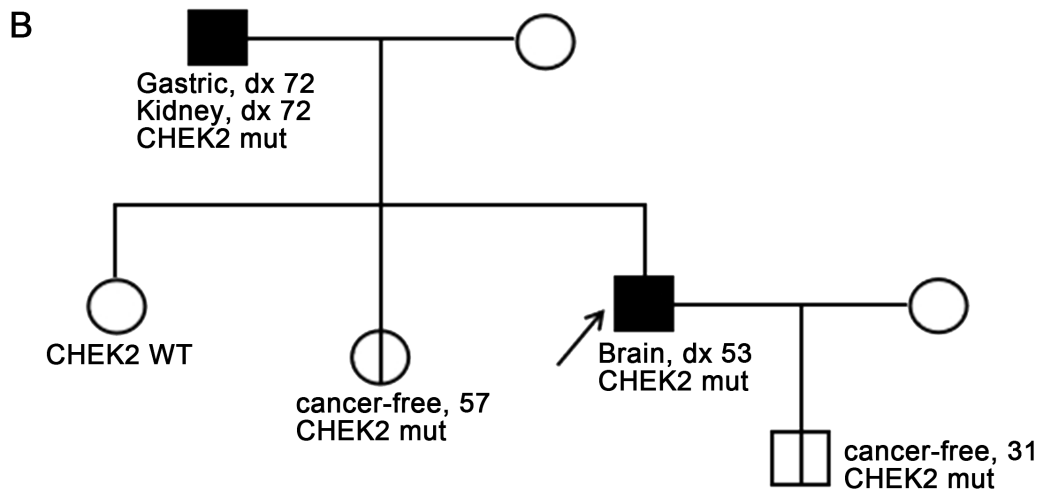 B
Gastric, dx 72
Kidney, dx 72
CHEK2 mut
CHEK2 WT
cancer-free, 57
CHEK2 mut
Brain, dx 53
CHEK2 mut
cancer-free, 31
CHEK2 mut